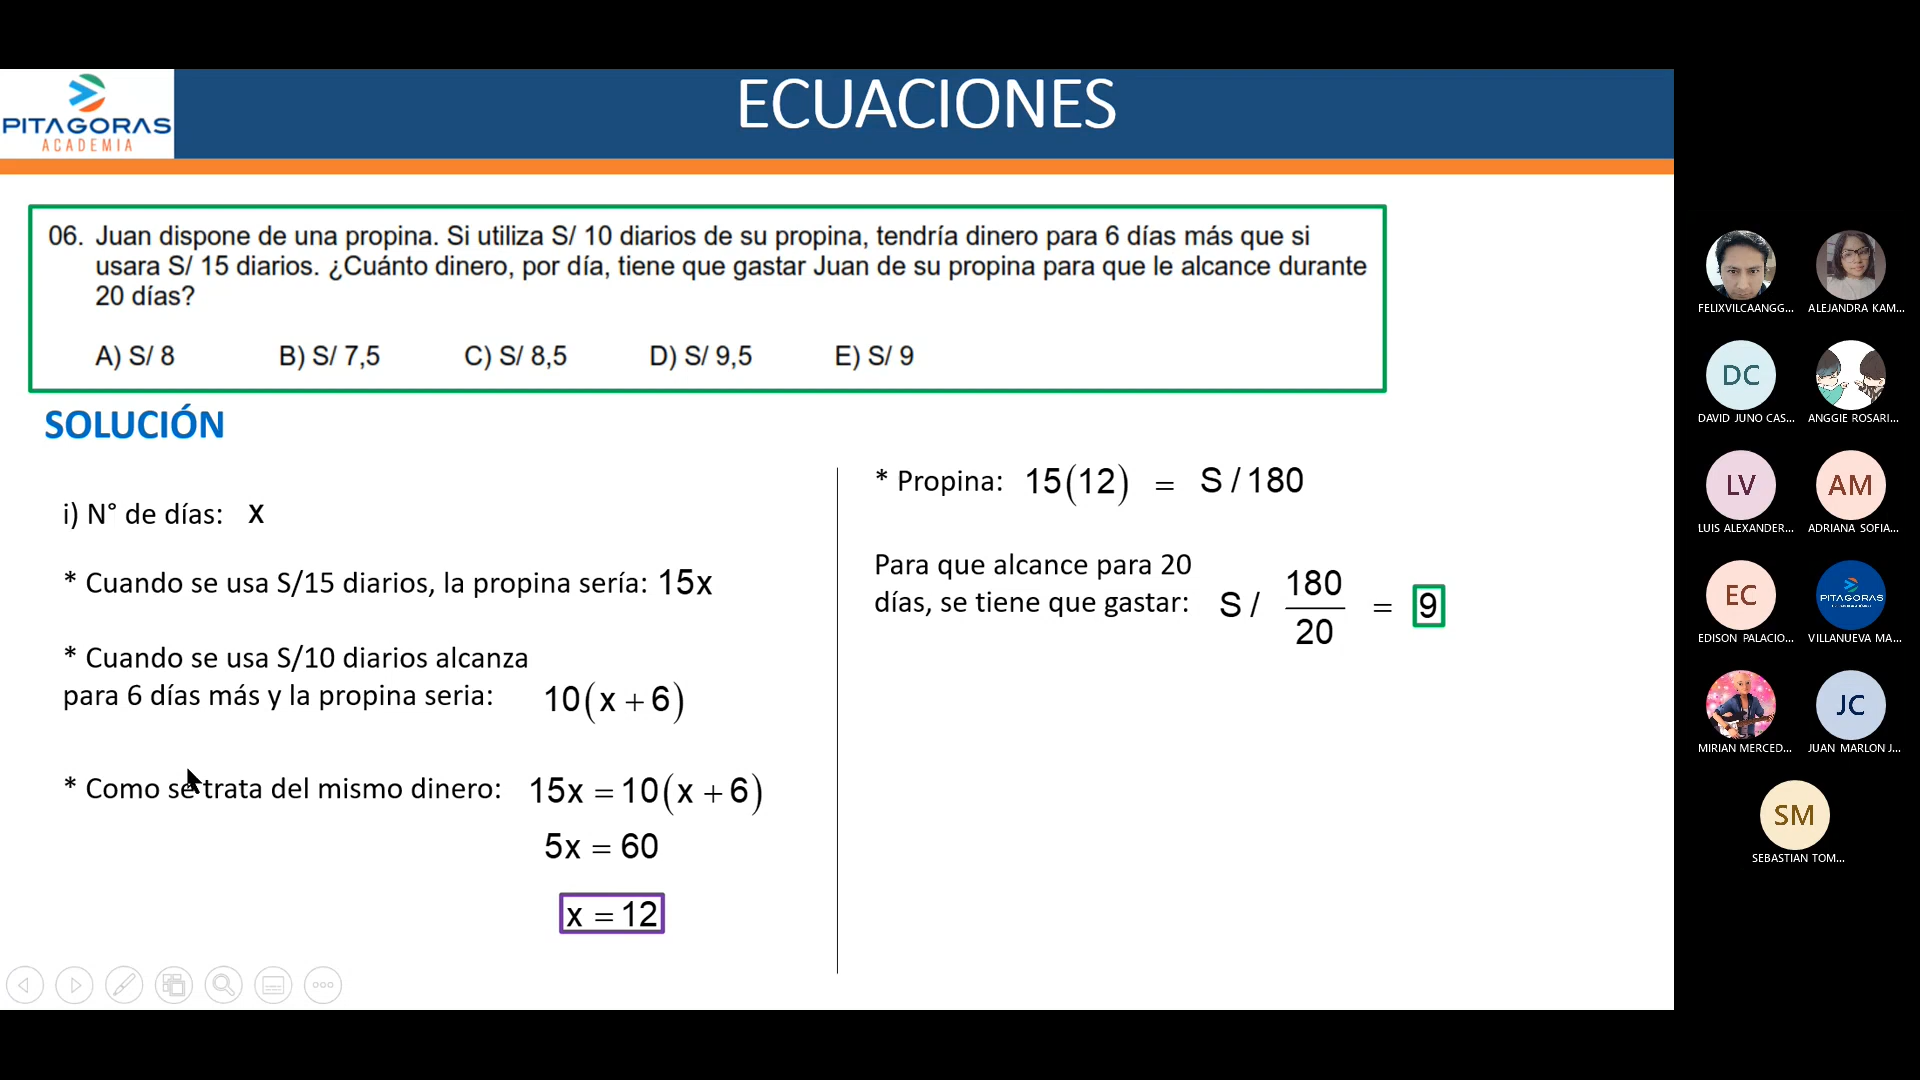 ECUACIONES
PITAGORAS
ACADEMIA
06. Juan dispone de una propina. Si utiliza S/ 10 diarios de su propina, tendría dinero para 6 días más que si
usara S/ 15 diarios. ¿Cuánto dinero, por día, tiene que gastar Juan de su propina para que le alcance durante
20 días?
A) S/ 8 B) S/ 7,5 C) S/ 8,5 D) S/ 9,5 E) S/ 9
SOLUCIÓN
i) N° de días: x
* Cuando se usa S/15 diarios, la propina sería: 15x
* Cuando se usa S/10 diarios alcanza
para 6 días más y la propina seria: 10(x + 6)
* Como se trata del mismo dinero: 15x = 10(x + 6)
5x = 60
x = 12
* Propina: 15(12) = S / 180
Para que alcance para 20
días, se tiene que gastar: S / 180/20 = 9
FELIXVILCAANGG... ALEJANDRA KAM...
DC
DAVID JUNO CAS... ANGGIE ROSARI...
LV AM
LUIS ALEXANDER... ADRIANA SOFIA...
EC PITAGORAS
EDISON PALACIO... VILLANUEVA MA...
JC
MIRIAN MERCED... JUAN MARLON J...
SM
SEBASTIAN TOM...